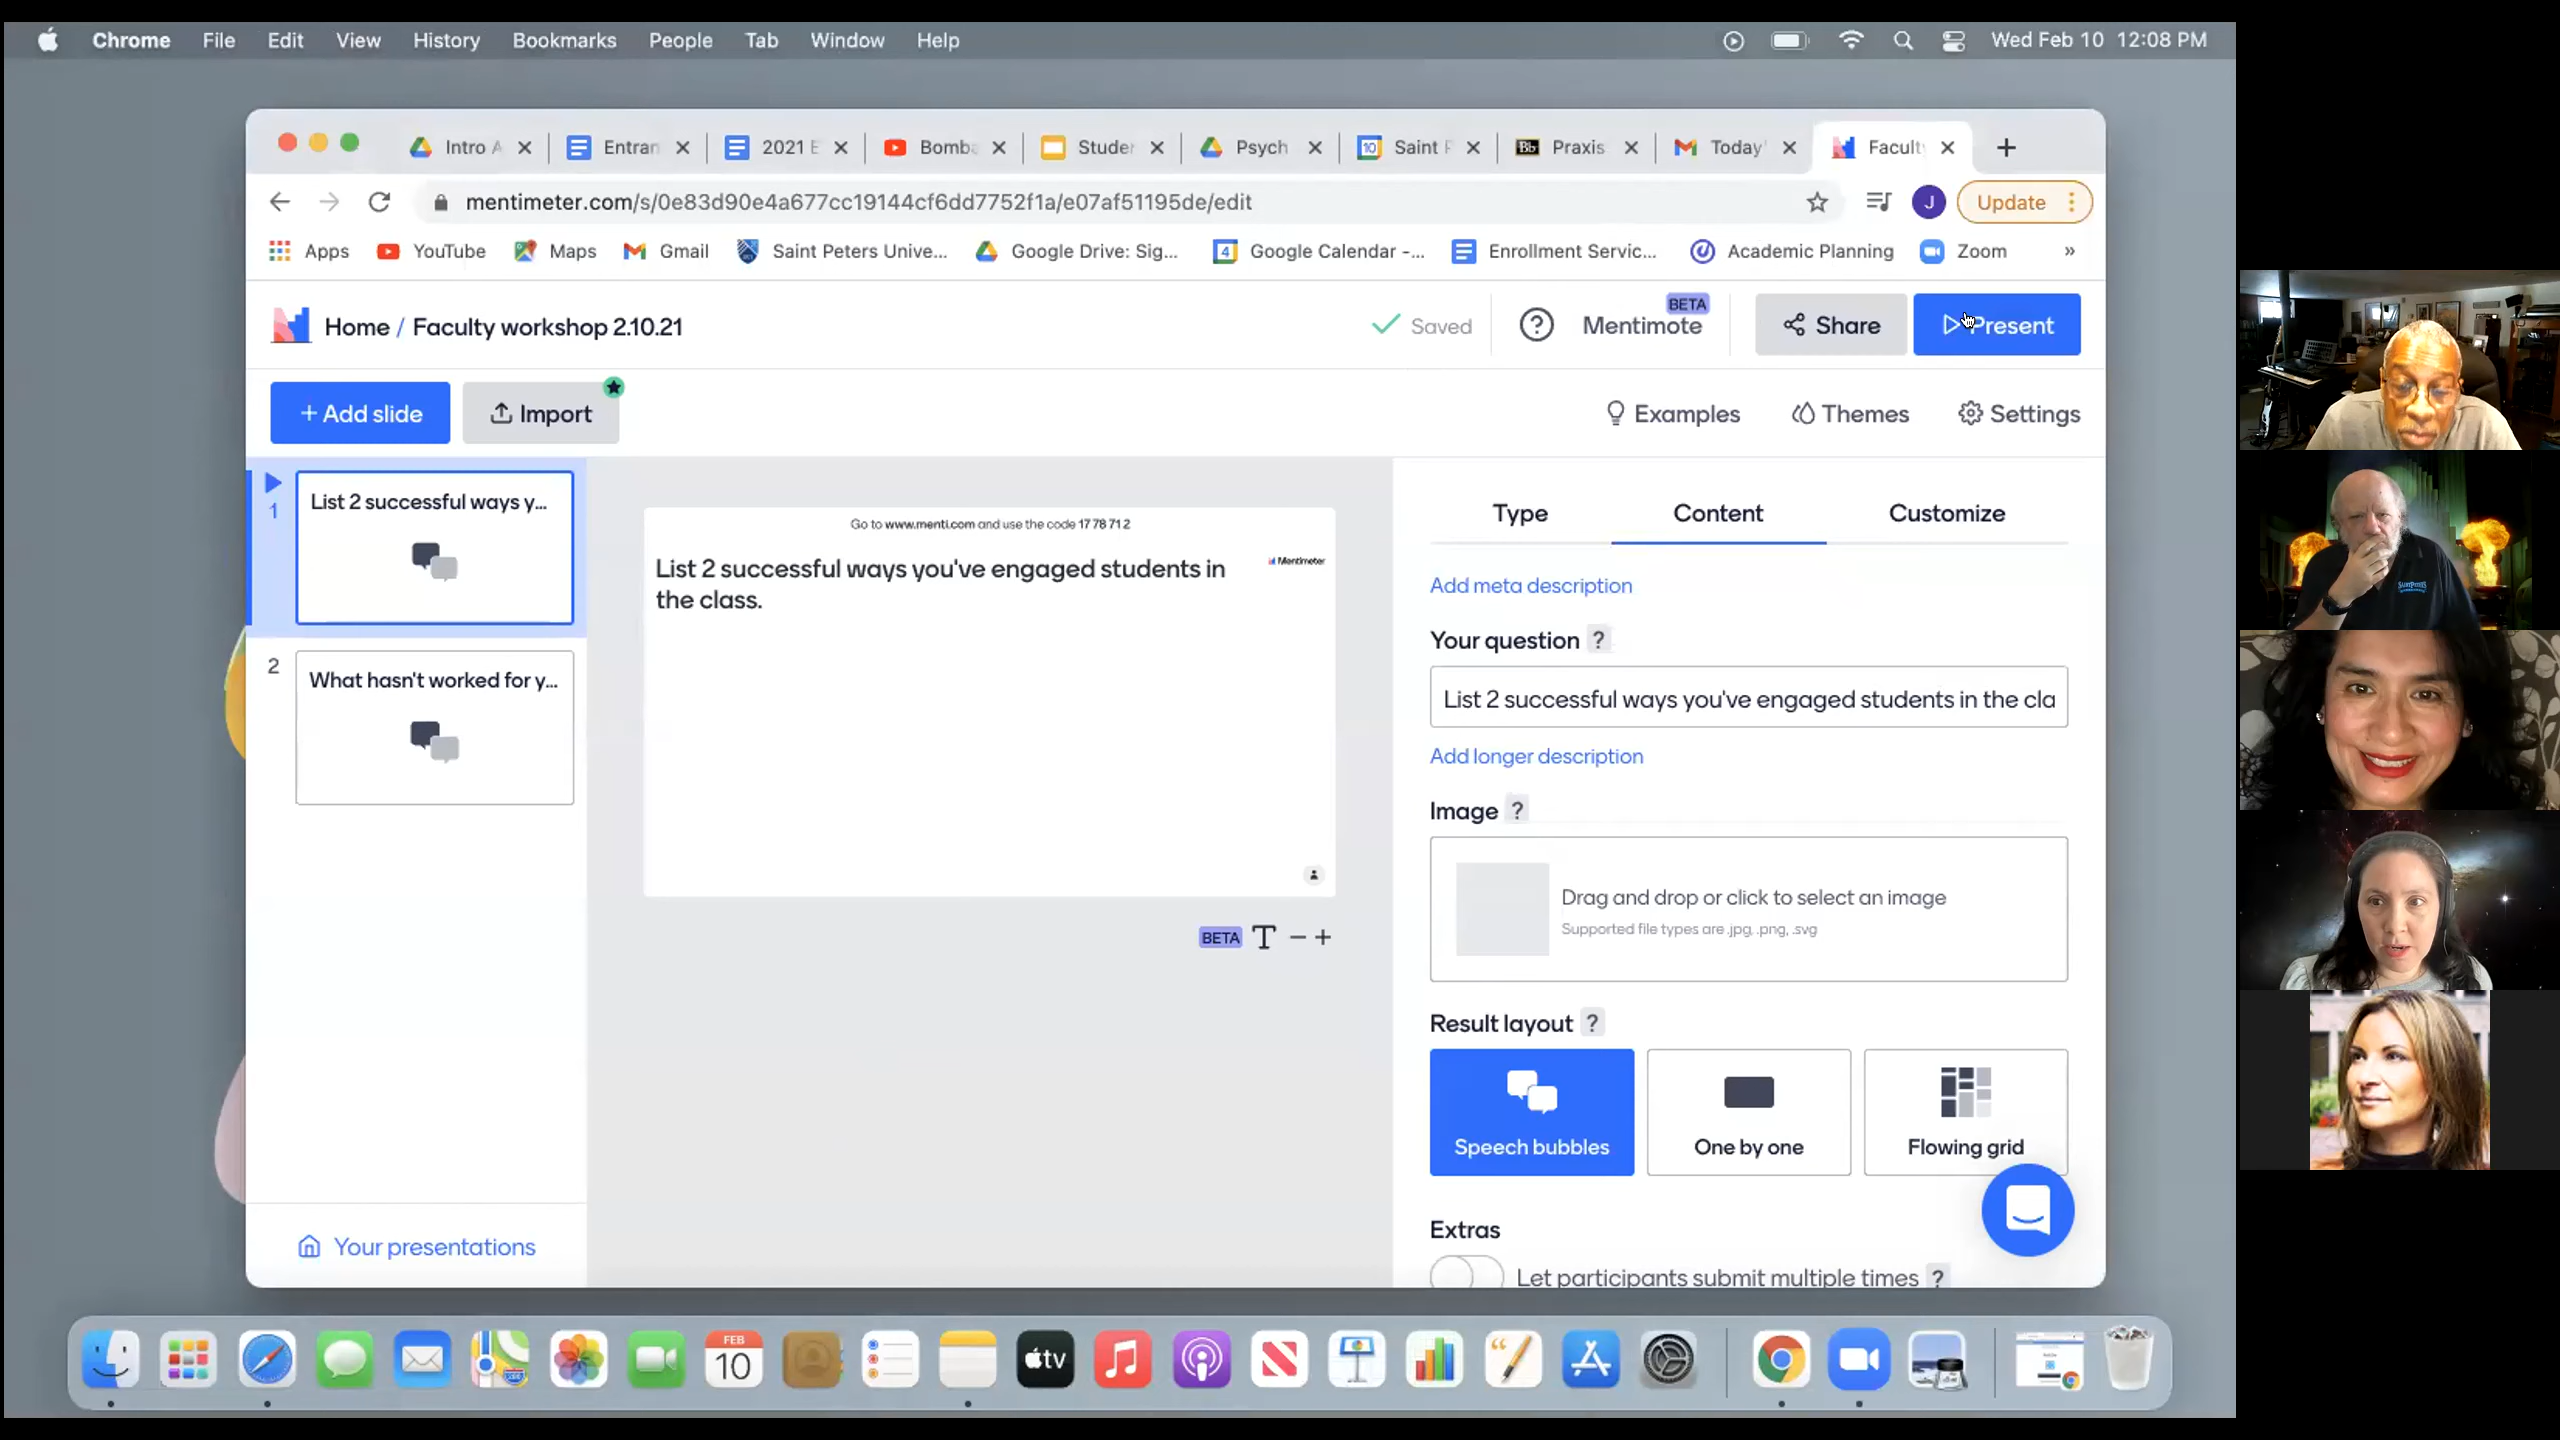 Chrome File Edit View History Bookmarks People Tab Window Help Wed Feb 10 12:08 PM
Intro A Entran 2021 E Bomba Studen Psych 10 Saint P Bb Praxis Today' Facult
mentimeter.com/s/0e83d90e4a677cc19144cf6dd7752f1a/e07af51195de/edit J Update
Apps YouTube Maps Gmail Saint Peters Unive... Google Drive: Sig... 4 Google Calendar -... Enrollment Servic... Academic Planning Zoom »
Home / Faculty workshop 2.10.21 Saved ? Mentimote BETA Share Present
+ Add slide Import Examples Themes Settings
1
List 2 successful ways y...
2
What hasn't worked for y...
Your presentations
Go to www.menti.com and use the code 17 78 71 2
List 2 successful ways you've engaged students in
the class.
Mentimeter
BETA T − +
Type Content Customize
Add meta description
Your question ?
List 2 successful ways you've engaged students in the cla
Add longer description
Image ?
Drag and drop or click to select an image
Supported file types are .jpg, .png, .svg
Result layout ?
Speech bubbles One by one Flowing grid
Extras
Let participants submit multiple times ?
FEB
10
tv